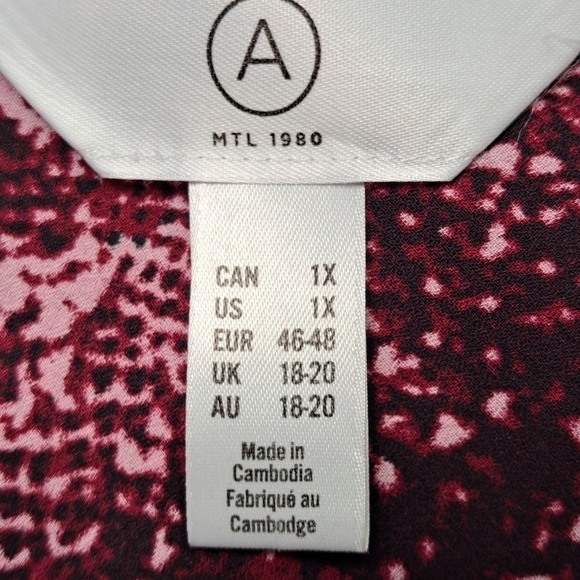 A
MTL 1980
CAN 1X
US 1X
EUR 46-48
UK 18-20
AU 18-20
Made in
Cambodia
Fabriqué au
Cambodge